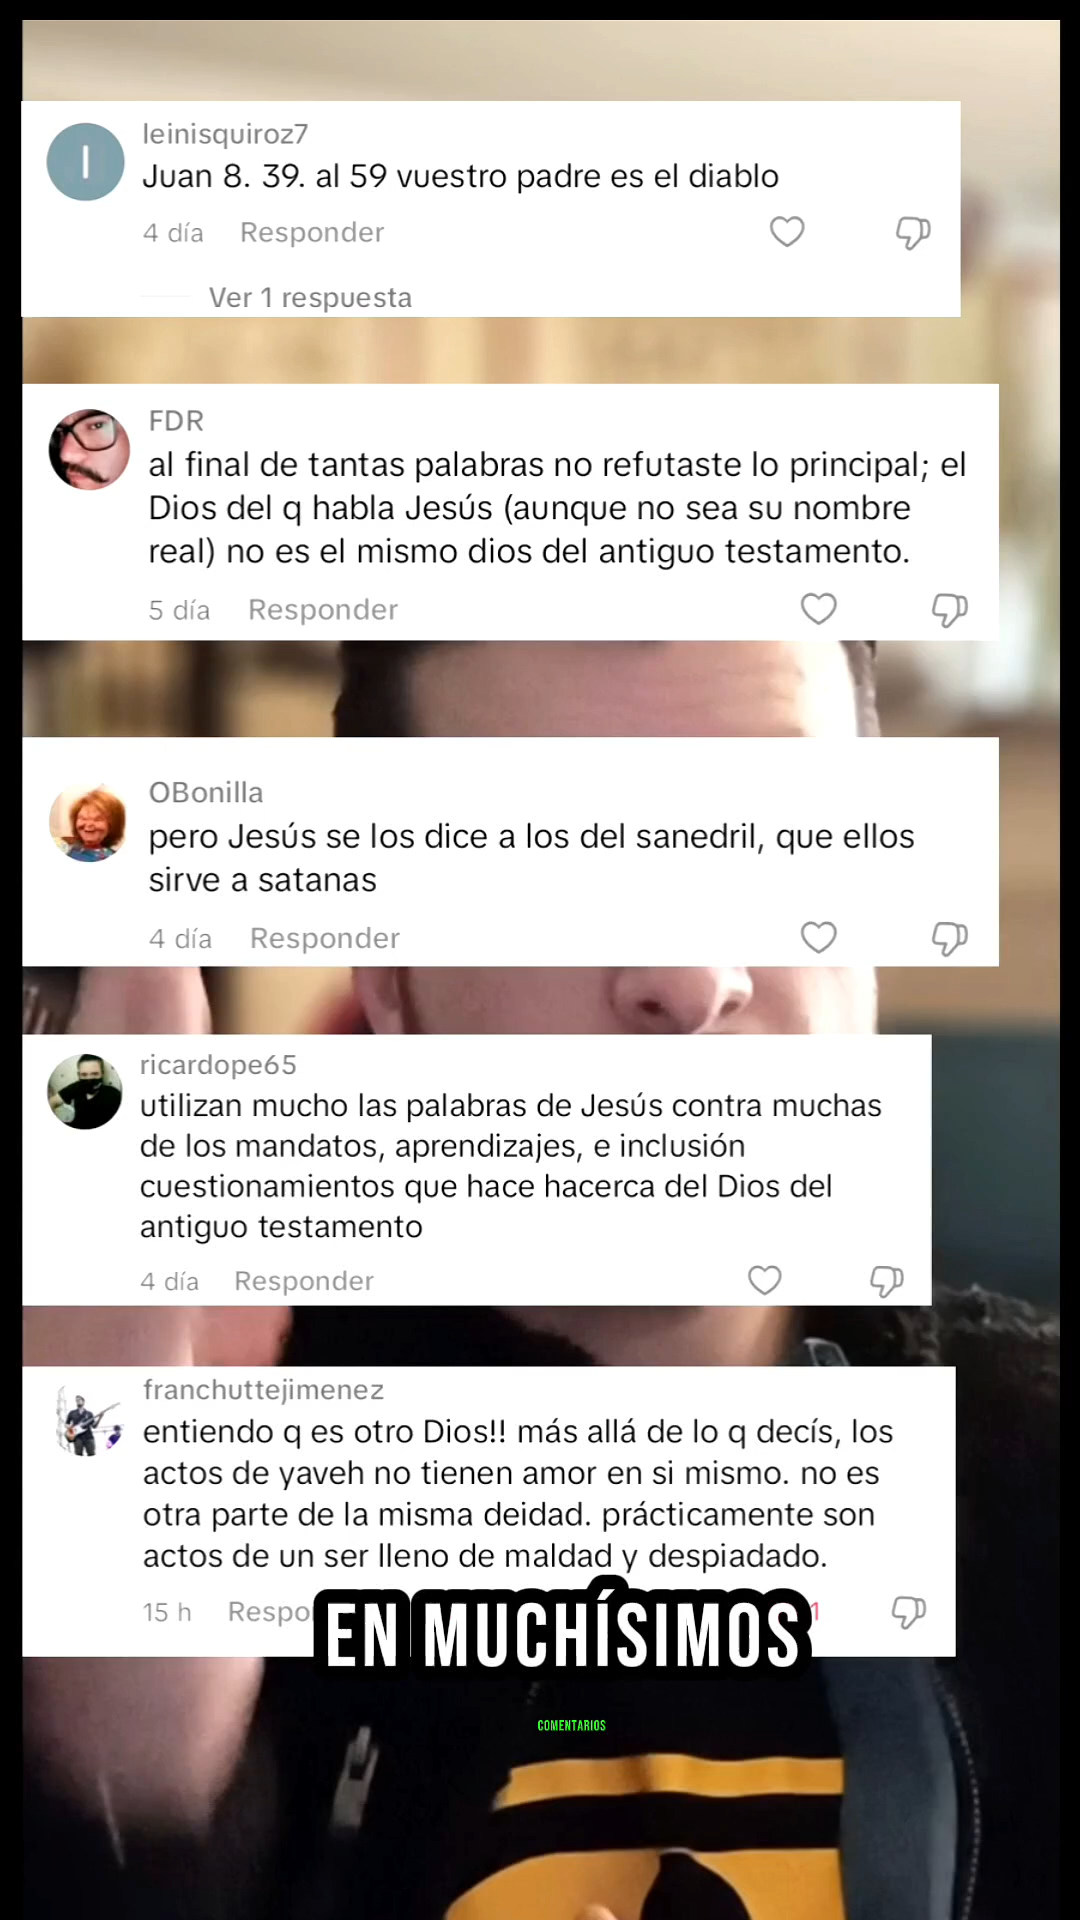 I
leinisquiroz7
Juan 8. 39. al 59 vuestro padre es el diablo
4 día Responder
Ver 1 respuesta
FDR
al final de tantas palabras no refutaste lo principal; el
Dios del q habla Jesús (aunque no sea su nombre
real) no es el mismo dios del antiguo testamento.
5 día Responder
OBonilla
pero Jesús se los dice a los del sanedril, que ellos
sirve a satanas
4 día Responder
ricardope65
utilizan mucho las palabras de Jesús contra muchas
de los mandatos, aprendizajes, e inclusión
cuestionamientos que hace hacerca del Dios del
antiguo testamento
4 día Responder
franchuttejimenez
entiendo q es otro Dios!! más allá de lo q decís, los
actos de yaveh no tienen amor en si mismo. no es
otra parte de la misma deidad. prácticamente son
actos de un ser lleno de maldad y despiadado.
15 h Respo 1
EN MUCHÍSIMOS
COMENTARIOS